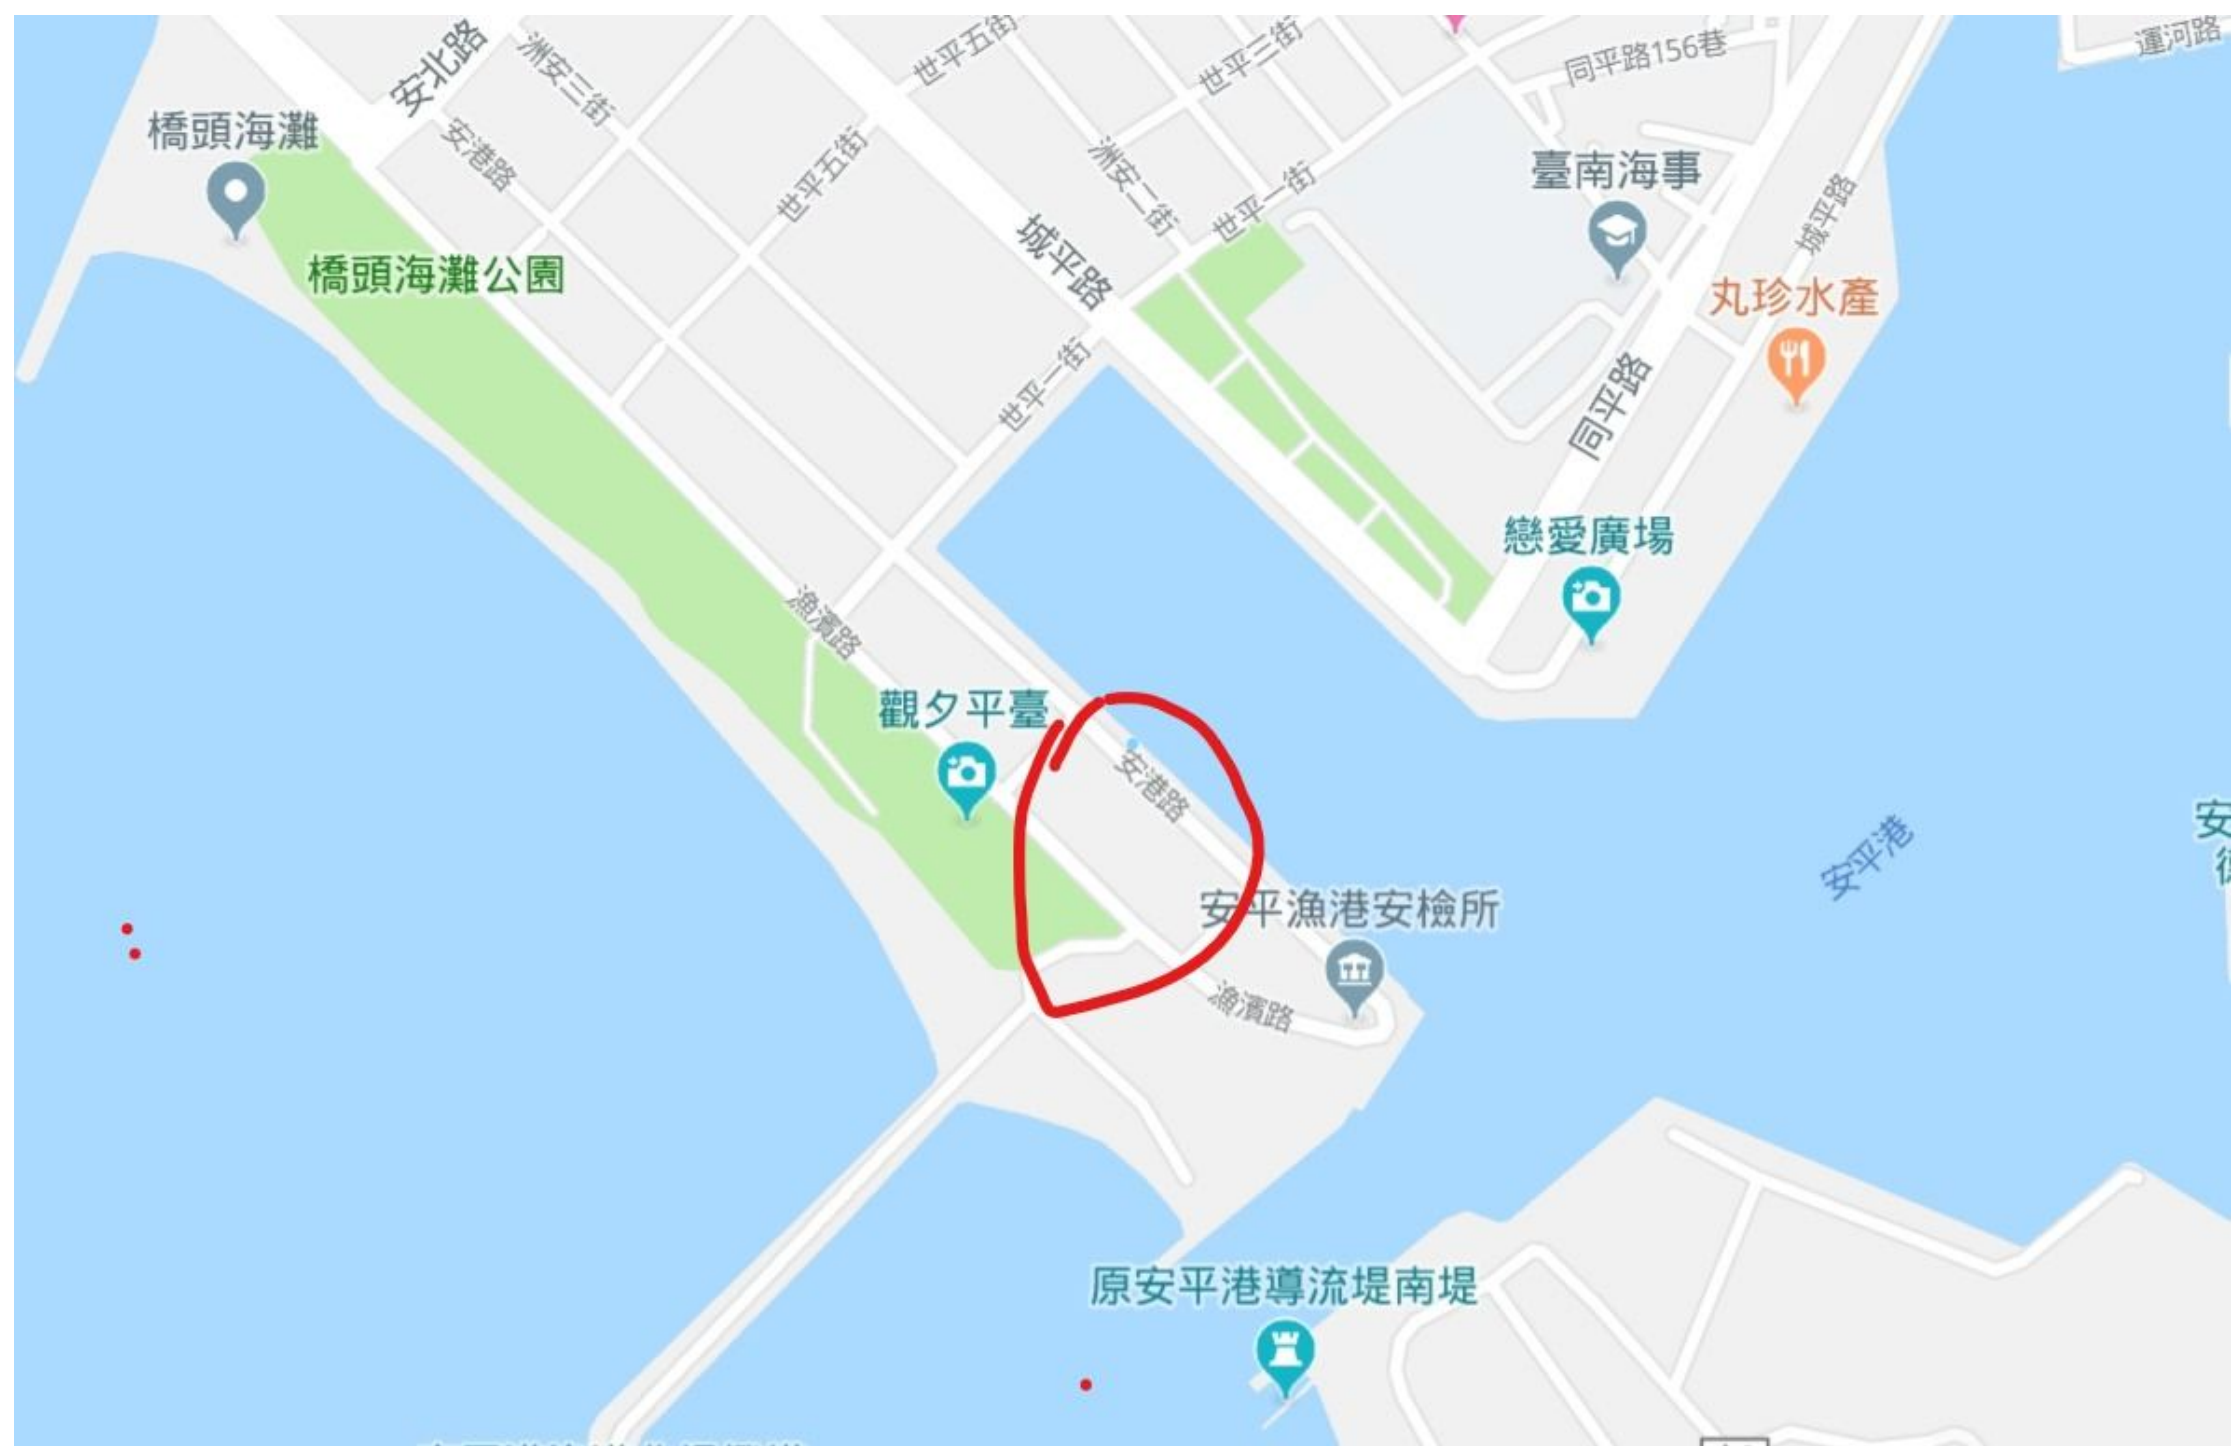 安北路
洲安三街
世平五街
世平三街
同平路156巷
運河路
橋頭海灘
安港路
世平五街
洲安二街
世平一街
臺南海事
城平路
橋頭海灘公園
城平路
丸珍水產
世平一街
同平路
戀愛廣場
漁濱路
觀夕平臺
安港路
安平港
安
安平漁港安檢所
漁濱路
原安平港導流堤南堤